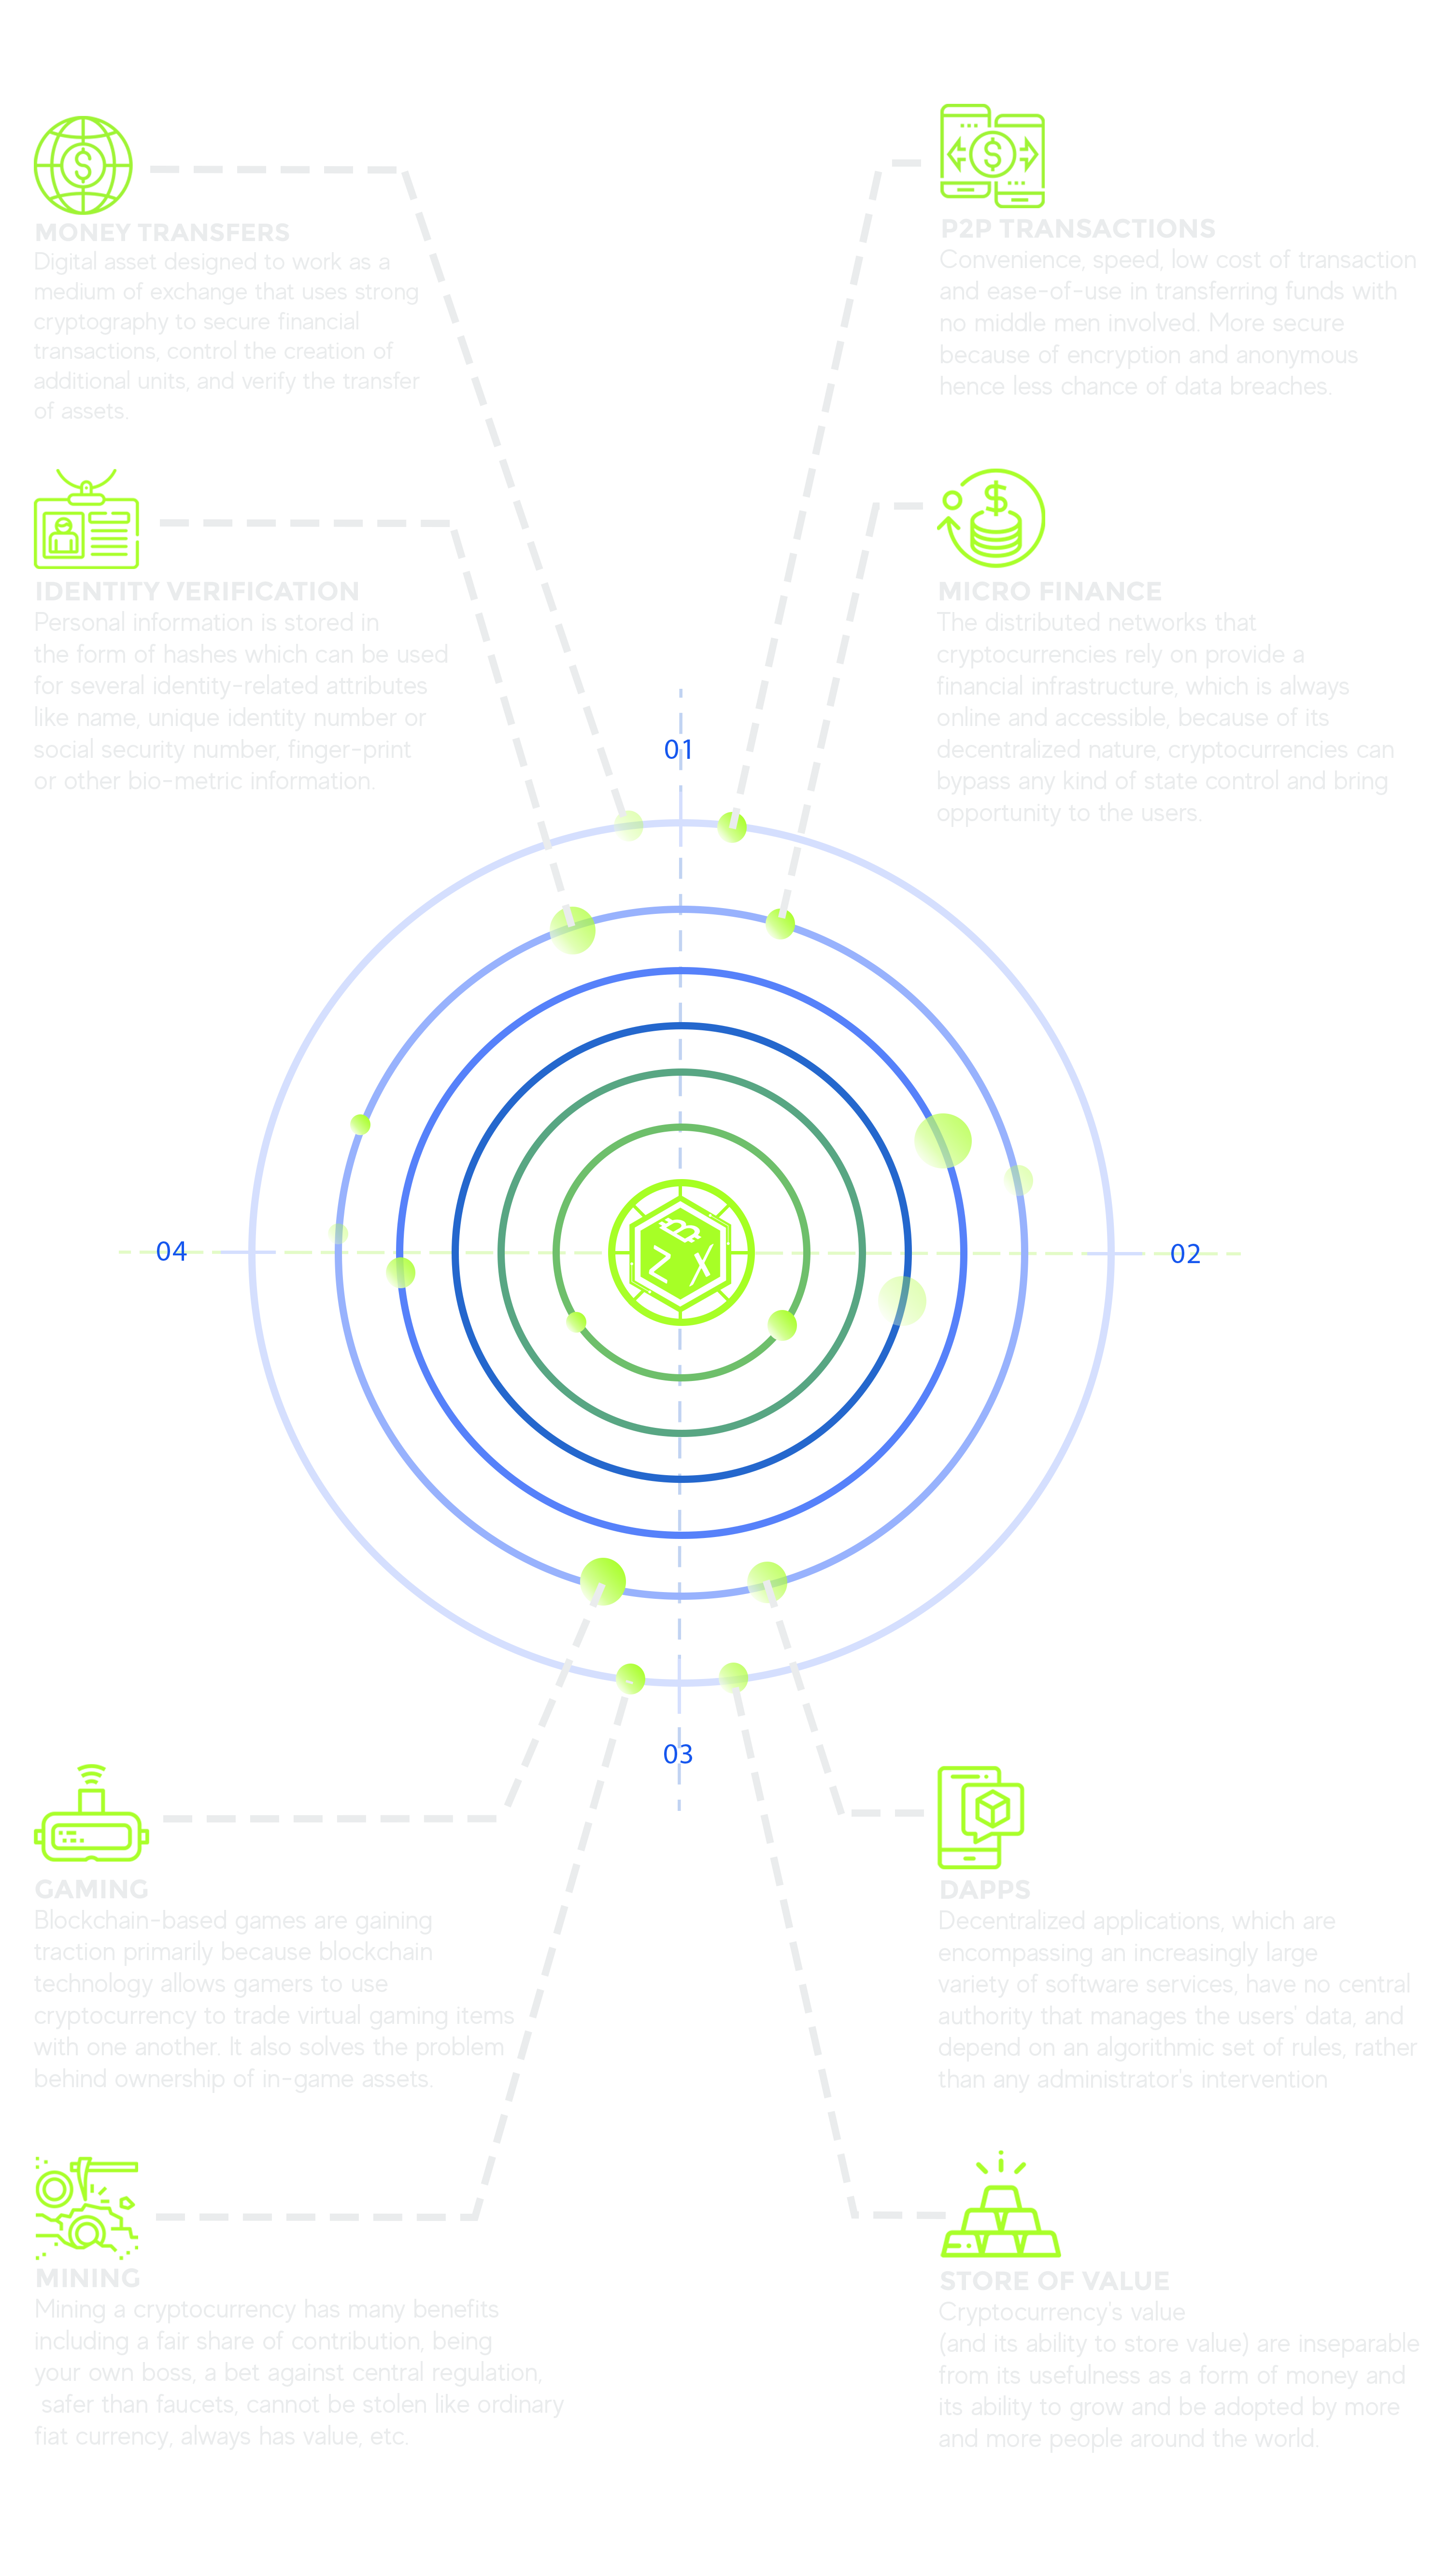 MONEY TRANSFERS
Digital asset designed to work as a
medium of exchange that uses strong
cryptography to secure financial
transactions, control the creation of
additional units, and verify the transfer
of assets.
P2P TRANSACTIONS
Convenience, speed, low cost of transaction
and ease-of-use in transferring funds with
no middle men involved. More secure
because of encryption and anonymous
hence less chance of data breaches.
IDENTITY VERIFICATION
Personal information is stored in
the form of hashes which can be used
for several identity-related attributes
like name, unique identity number or
social security number, finger-print
or other bio-metric information.
MICRO FINANCE
The distributed networks that
cryptocurrencies rely on provide a
financial infrastructure, which is always
online and accessible, because of its
decentralized nature, cryptocurrencies can
bypass any kind of state control and bring
opportunity to the users.
01
04
02
03
GAMING
Blockchain-based games are gaining
traction primarily because blockchain
technology allows gamers to use
cryptocurrency to trade virtual gaming items
with one another. It also solves the problem
behind ownership of in-game assets.
DAPPS
Decentralized applications, which are
encompassing an increasingly large
variety of software services, have no central
authority that manages the users' data, and
depend on an algorithmic set of rules, rather
than any administrator's intervention
MINING
Mining a cryptocurrency has many benefits
including a fair share of contribution, being
your own boss, a bet against central regulation,
safer than faucets, cannot be stolen like ordinary
fiat currency, always has value, etc.
STORE OF VALUE
Cryptocurrency's value
(and its ability to store value) are inseparable
from its usefulness as a form of money and
its ability to grow and be adopted by more
and more people around the world.